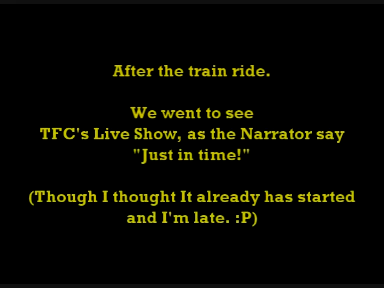 After the train ride.
We went to see
TFC's Live Show, as the Narrator say
"Just in time!"
(Though I thought It already has started
and I'm late. :P)